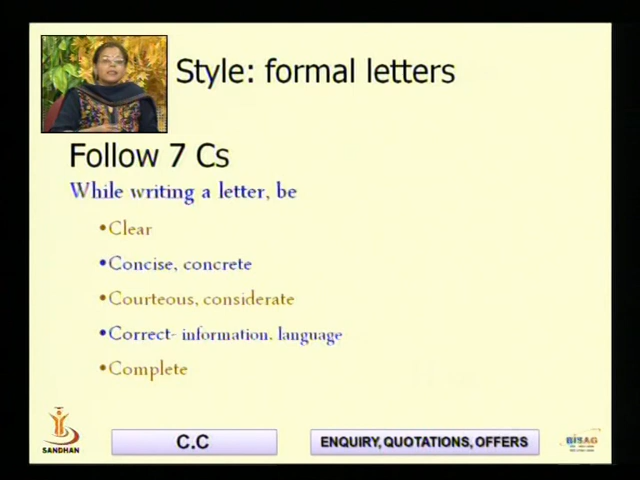 Style: formal letters
Follow 7 Cs
While writing a letter, be
•Clear
•Concise, concrete
•Courteous, considerate
•Correct- information, language
•Complete
SANDHAN
C.C
ENQUIRY, QUOTATIONS, OFFERS
BISAG